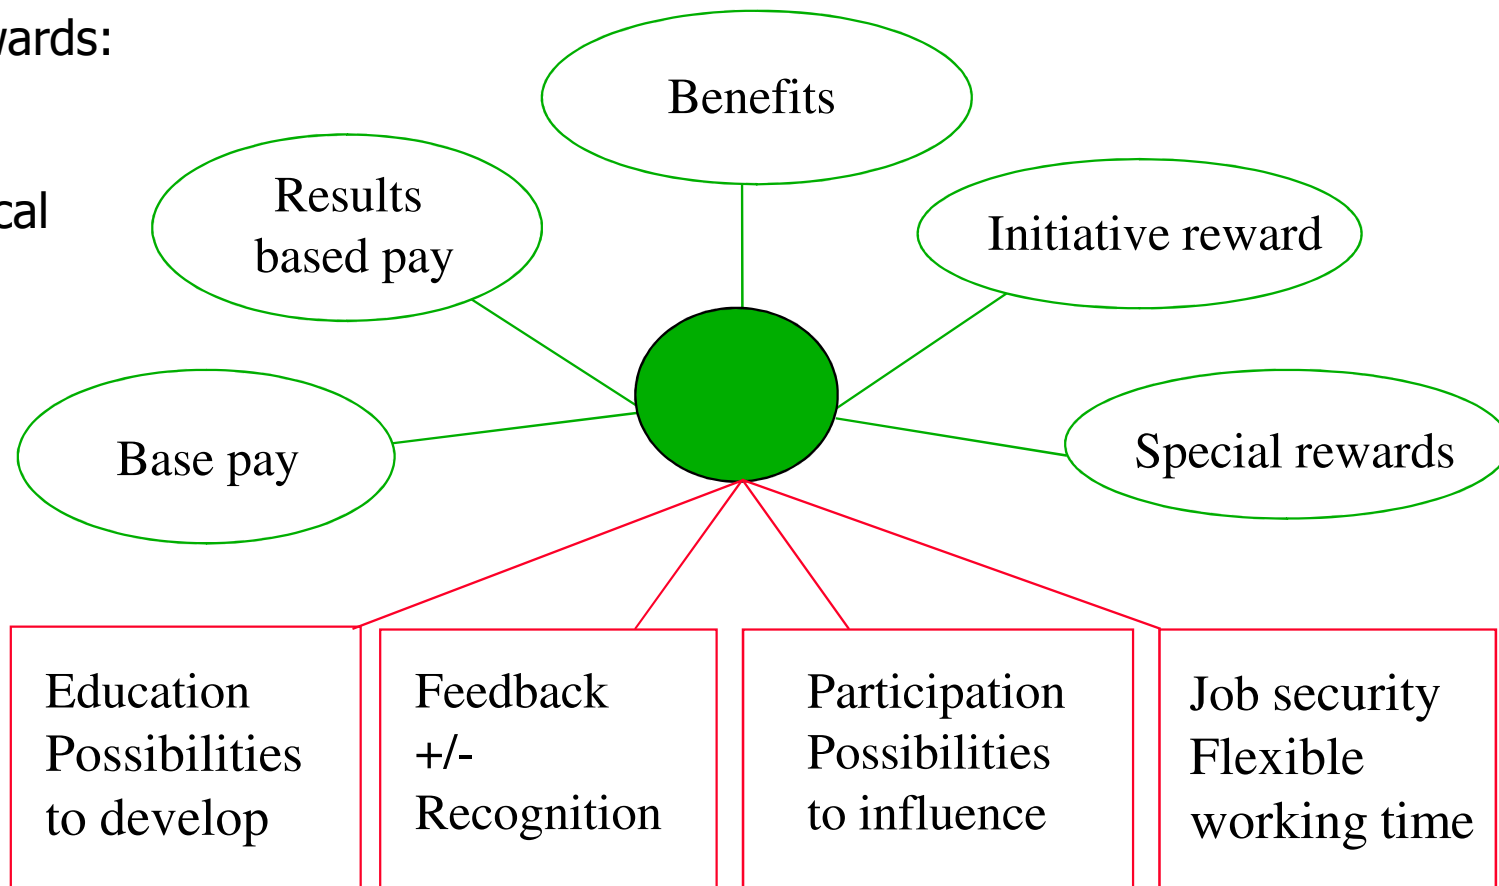 wards:
cal
Benefits
Results
based pay
Initiative reward
Base pay
Special rewards
Education
Possibilities
to develop
Feedback
+/-
Recognition
Participation
Possibilities
to influence
Job security
Flexible
working time